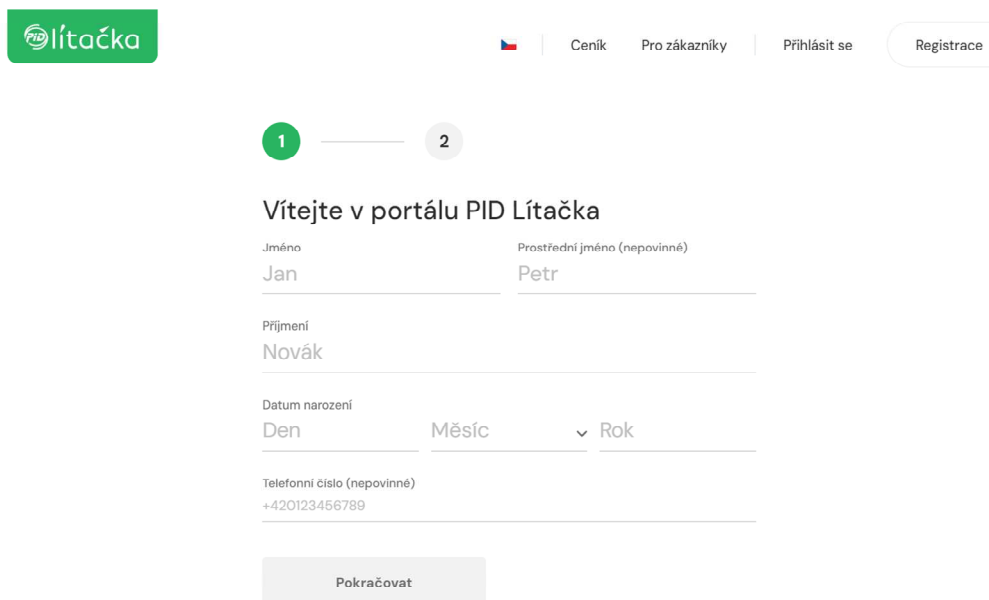 PID lítačka
Ceník Pro zákazníky Přihlásit se Registrace
1 2
Vítejte v portálu PID Lítačka
Jméno Prostřední jméno (nepovinné)
Jan Petr
Příjmení
Novák
Datum narození
Den Měsíc Rok
Telefonní číslo (nepovinné)
+420123456789
Pokračovat